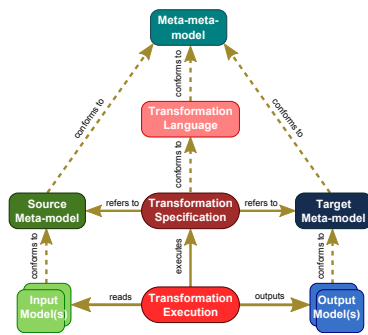 Meta-meta-
model
conforms to
conforms to
conforms to
Transformation
Language
conforms to
Source
Meta-model
refers to
Transformation
Specification
refers to
Target
Meta-model
conforms to
executes
conforms to
Input
Model(s)
reads
Transformation
Execution
outputs
Output
Model(s)